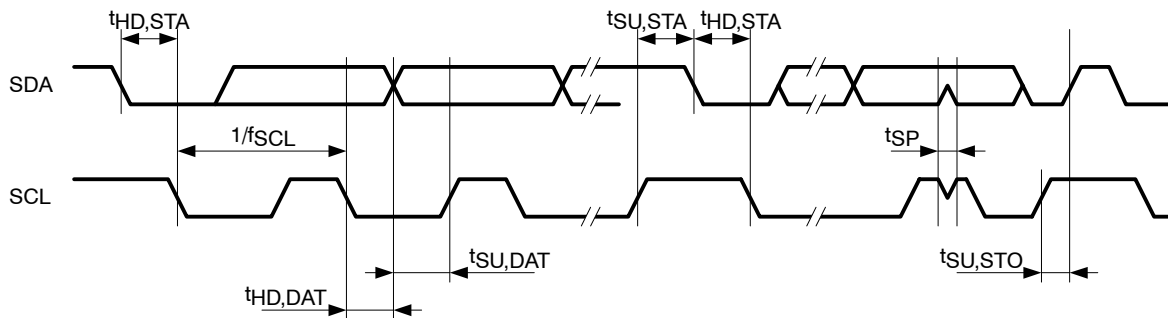 tHD,STA
tSU,STA
tHD,STA
SDA
1/fSCL
tSP
SCL
tSU,DAT
tSU,STO
tHD,DAT